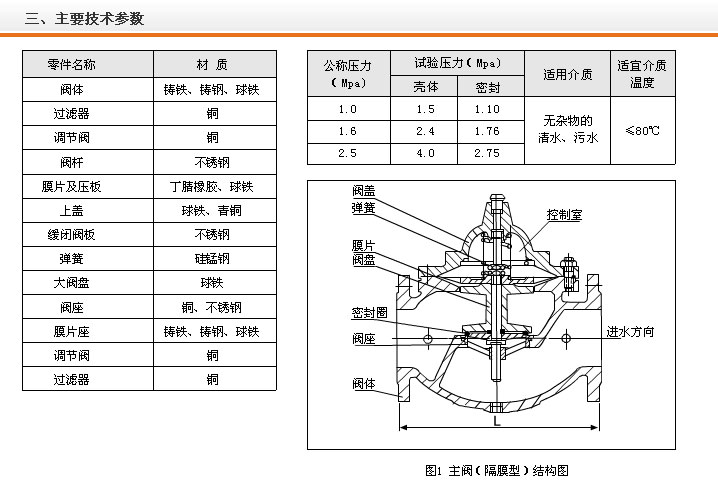 三、主要技术参数
零件名称 材 质
阀体 铸铁、铸钢、球铁
过滤器 铜
调节阀 铜
阀杆 不锈钢
膜片及压板 丁腈橡胶、球铁
上盖 球铁、青铜
缓闭阀板 不锈钢
弹簧 硅锰钢
大阀盘 球铁
阀座 铜、不锈钢
膜片座 铸铁、铸钢、球铁
调节阀 铜
过滤器 铜
公称压力
（Mpa） 试验压力（Mpa） 适用介质 适宜介质
温度
壳体 密封
1.0 1.5 1.10
1.6 2.4 1.76
2.5 4.0 2.75
无杂物的
清水、污水
≤80℃
阀盖
弹簧
控制室
膜片
阀盘
密封圈
进水方向
阀座
阀体
L
图1 主阀（隔膜型）结构图